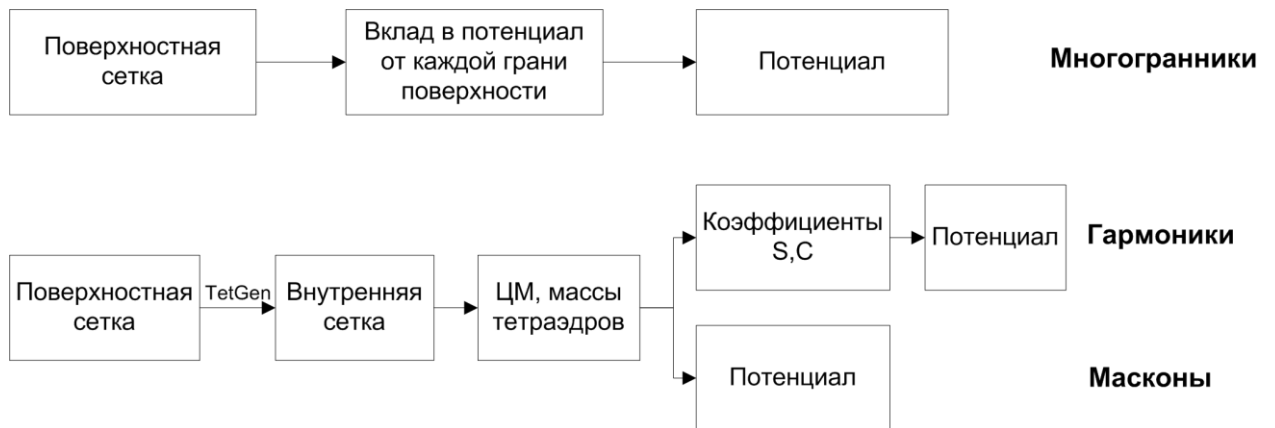 Поверхностная
сетка
Вклад в потенциал
от каждой грани
поверхности
Потенциал
Многогранники
Поверхностная
сетка
TetGen
Внутренняя
сетка
ЦМ, массы
тетраэдров
Коэффициенты
S,C
Потенциал
Гармоники
Потенциал
Масконы